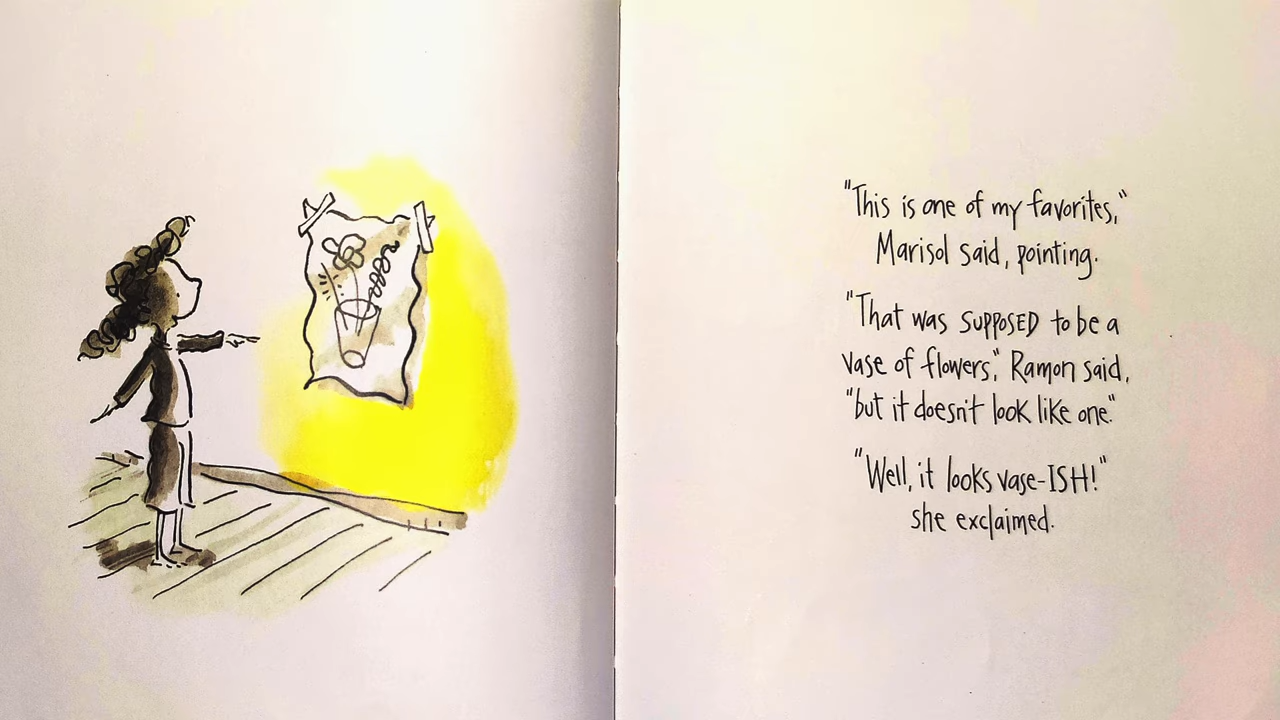 "This is one of my favorites,"
Marisol said, pointing.
"That was SUPPOSED to be a
vase of flowers," Ramon said,
"but it doesn't look like one."
"Well, it looks vase-ISH!"
she exclaimed.